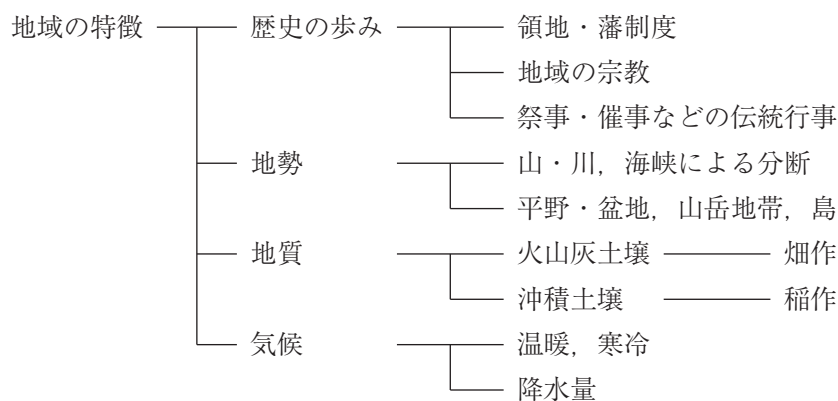 地域の特徴 歴史の歩み 領地・藩制度
地域の宗教
祭事・催事などの伝統行事
地勢 山・川，海峡による分断
平野・盆地，山岳地帯，島
地質 火山灰土壌 畑作
沖積土壌 稲作
気候 温暖，寒冷
降水量